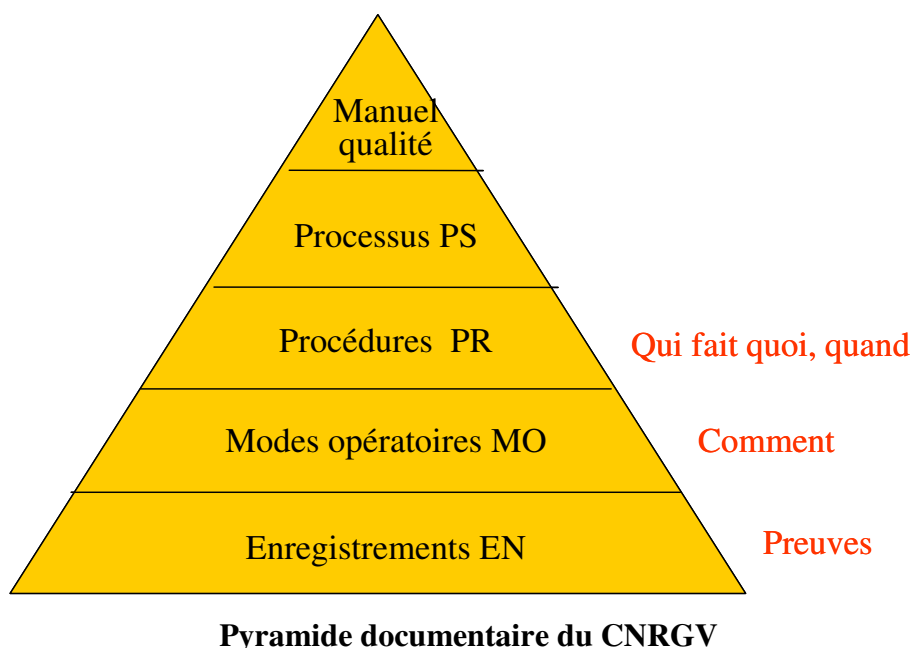 Manuel
qualité
Processus PS
Procédures PR
Qui fait quoi, quand
Modes opératoires MO
Comment
Enregistrements EN
Preuves
Pyramide documentaire du CNRGV